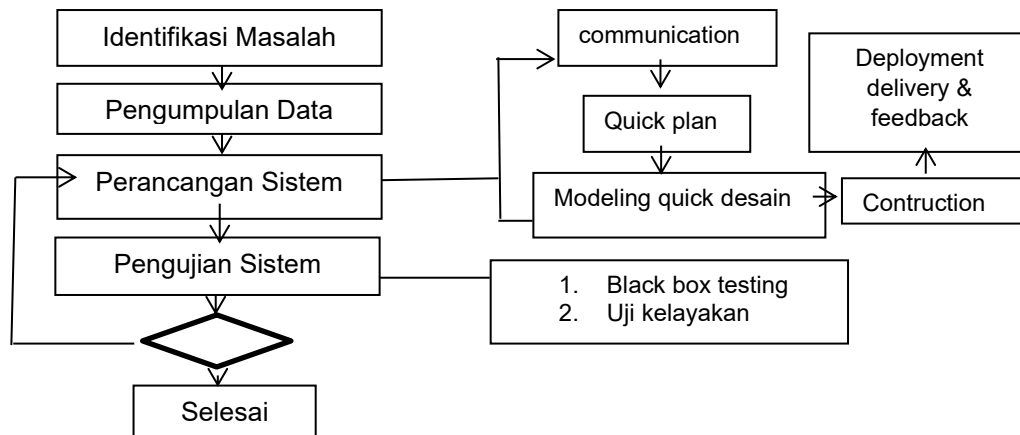 Identifikasi Masalah
Pengumpulan Data
Perancangan Sistem
Pengujian Sistem
Selesai
communication
Quick plan
Modeling quick desain
Contruction
Deployment
delivery &
feedback
1. Black box testing
2. Uji kelayakan